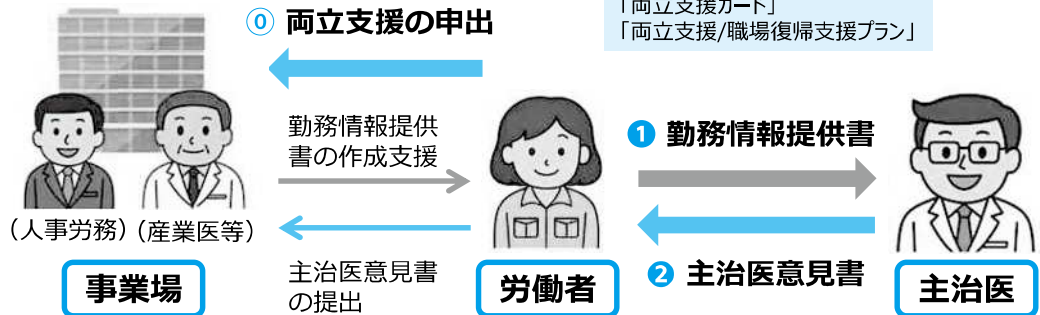 「両立支援カード」
「両立支援/職場復帰支援プラン」
⓪ 両立支援の申出
勤務情報提供
書の作成支援
❶ 勤務情報提供書
(人事労務)(産業医等)
主治医意見書
の提出
❷ 主治医意見書
事業場
労働者
主治医